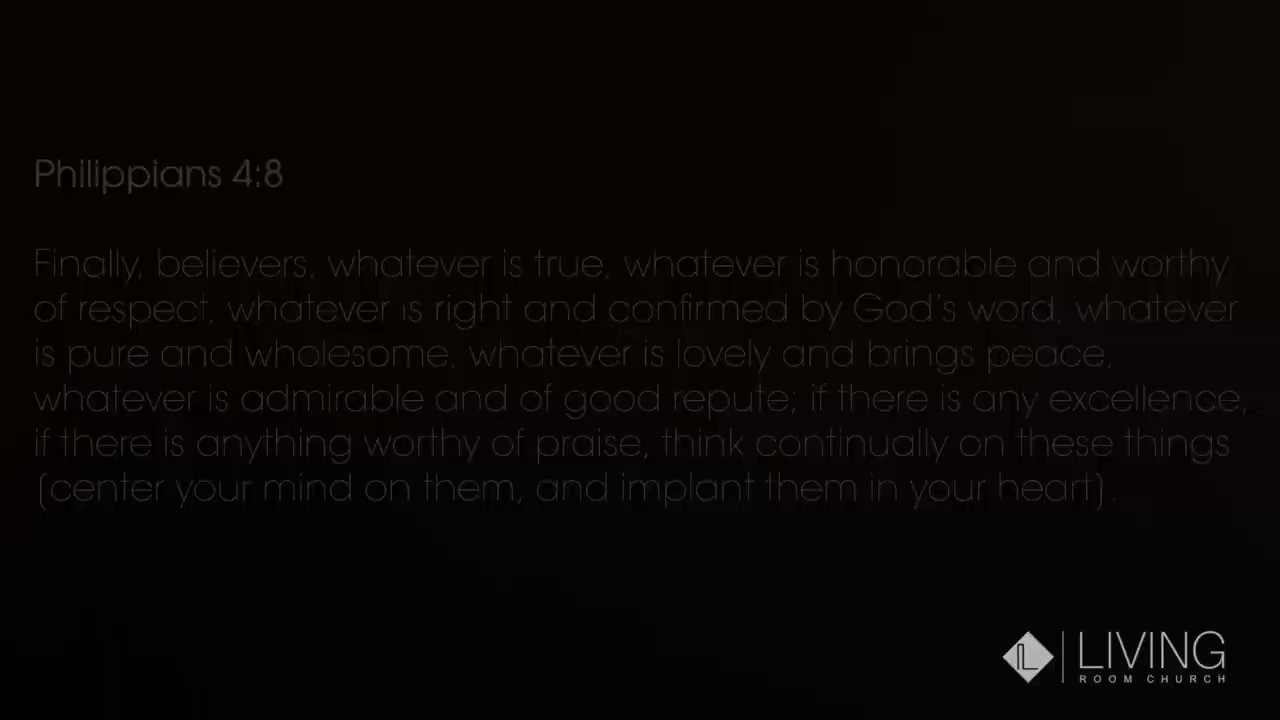 Philippians 4:8
Finally, believers, whatever is true, whatever is honorable and worthy
of respect, whatever is right and confirmed by God's word, whatever
is pure and wholesome, whatever is lovely and brings peace,
whatever is admirable and of good repute; if there is any excellence,
if there is anything worthy of praise, think continually on these things
(center your mind on them, and implant them in your heart).
LIVING
ROOM CHURCH